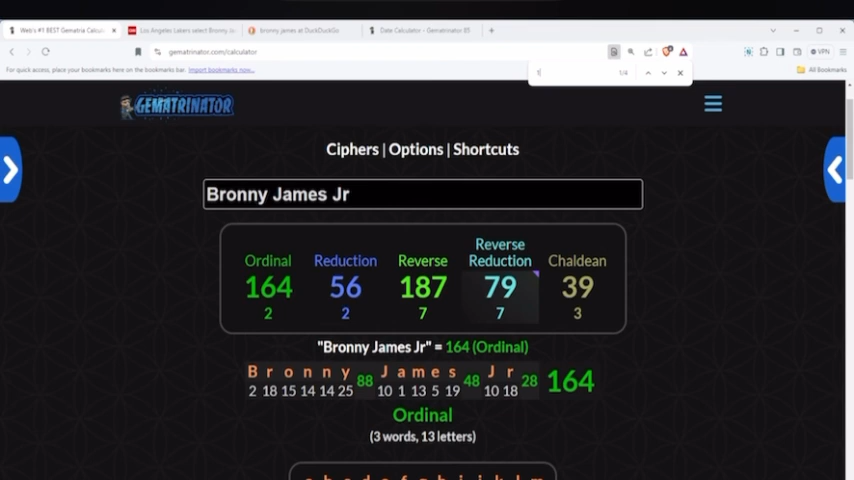 Web's #1 BEST Gematria Calcul
Los Angeles Lakers select Bronny Ja
bronny james at DuckDuckGo
Date Calculator - Gematrinator 85
gematrinator.com/calculator
VPN
For quick access, place your bookmarks here on the bookmarks bar. Import bookmarks now...
All Bookmarks
1/4
GEMATRINATOR
Ciphers | Options | Shortcuts
Bronny James Jr
Ordinal Reduction Reverse Reverse Reduction Chaldean
164 56 187 79 39
2 2 7 7 3
"Bronny James Jr" = 164 (Ordinal)
B r o n n y 88 J a m e s 48 J r 28 164
2 18 15 14 14 25 10 1 13 5 19 10 18
Ordinal
(3 words, 13 letters)
a b c d e f g h i j k l m